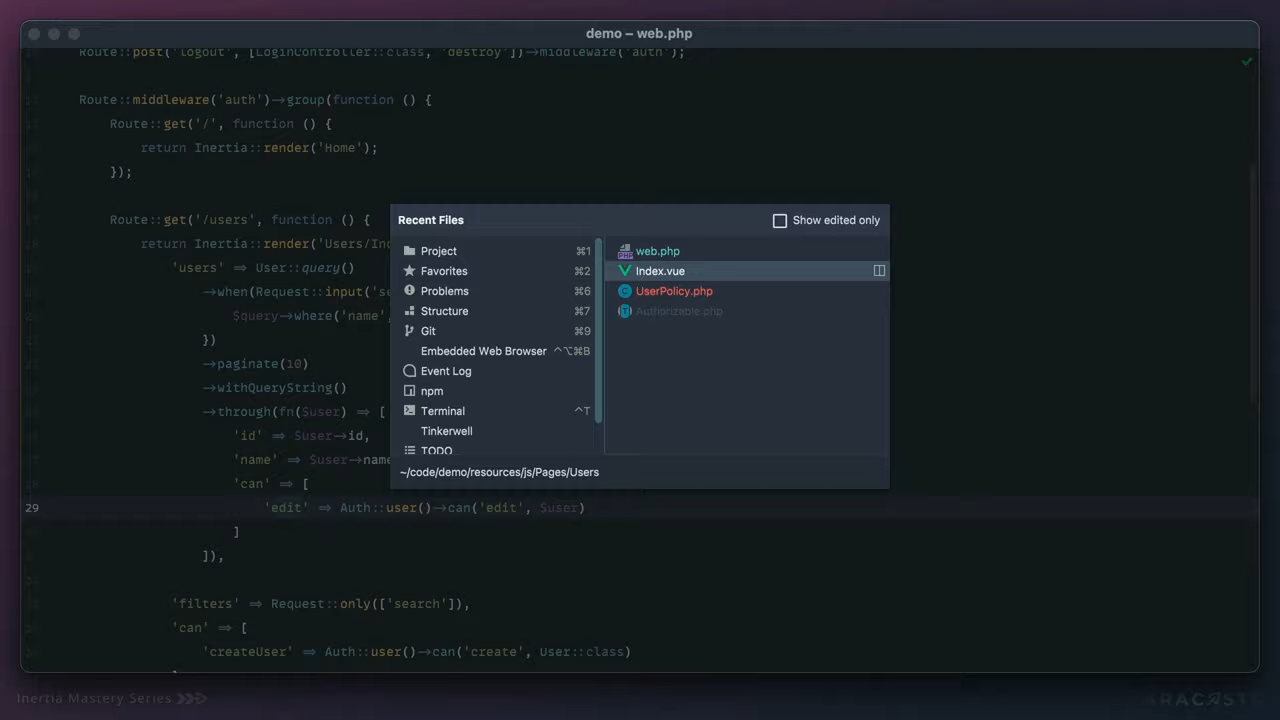 demo – web.php
Route::post('logout', [LoginController::class, 'destroy'])->middleware('auth');
Route::middleware('auth')->group(function () {
Route::get('/', function () {
return Inertia::render('Home');
});
Route::get('/users', function () {
return Inertia::render('Users/In
'users' => User::query()
->when(Request::input('se
$query->where('name',
})
->paginate(10)
->withQueryString()
->through(fn($user) => [
'id' => $user->id,
'name' => $user->name
'can' => [
29 'edit' => Auth::user()->can('edit', $user)
]
]),
'filters' => Request::only(['search']),
'can' => [
'createUser' => Auth::user()->can('create', User::class)
Recent Files
Show edited only
Project ⌘1
Favorites ⌘2
Problems ⌘6
Structure ⌘7
Git ⌘9
Embedded Web Browser ^⌥⌘B
Event Log
npm
Terminal ^T
Tinkerwell
TODO
web.php
Index.vue
UserPolicy.php
Authorizable.php
~/code/demo/resources/js/Pages/Users
Inertia Mastery Series